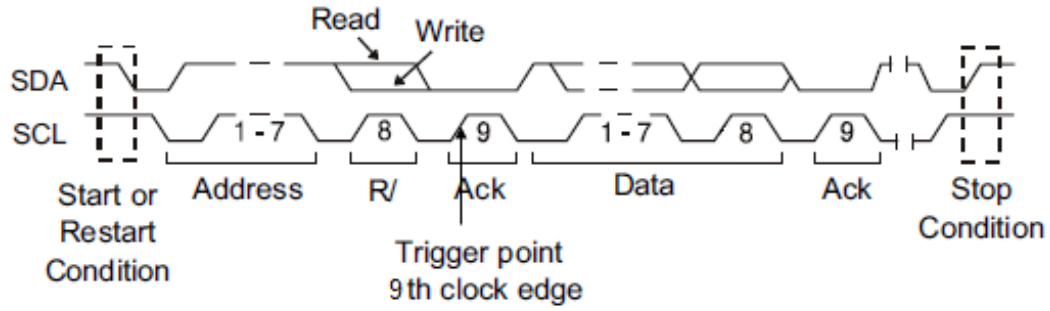 Read
Write
SDA
SCL
1 - 7
8
9
1 - 7
8
9
Address
R/
Ack
Data
Ack
Start or
Restart
Condition
Stop
Condition
Trigger point
9th clock edge